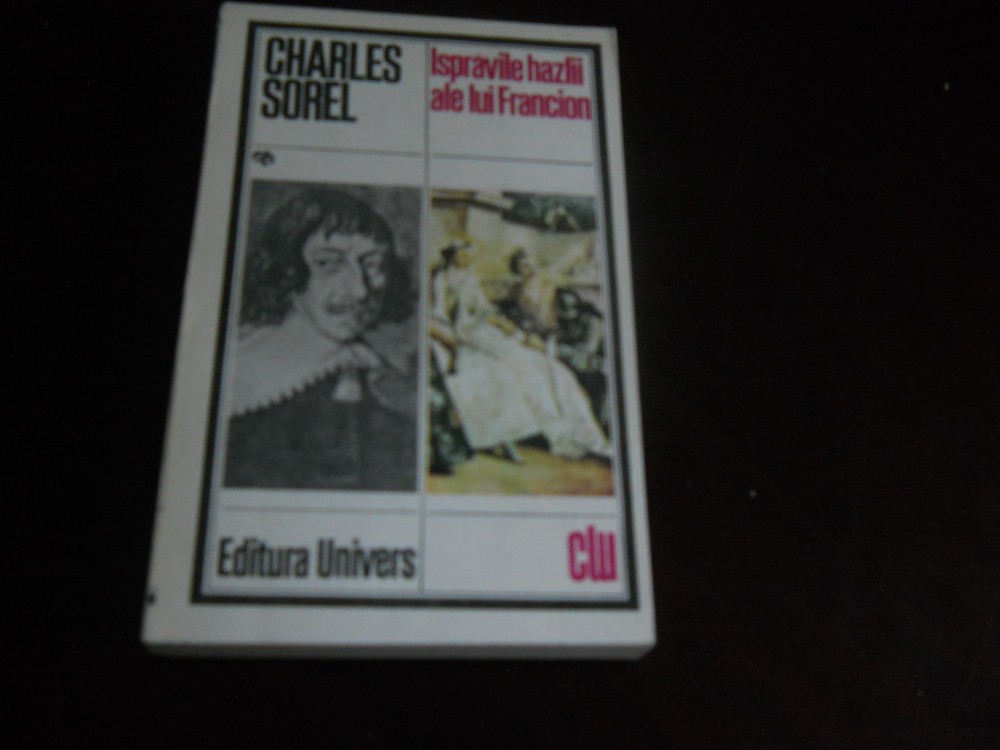 CHARLES
SOREL
Isprăvile hazlii
ale lui Francion
Editura Univers
clu